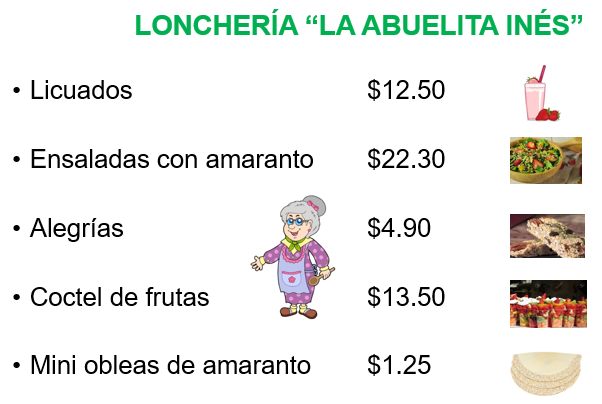 LONCHERÍA “LA ABUELITA INÉS”
• Licuados $12.50
• Ensaladas con amaranto $22.30
• Alegrías $4.90
• Coctel de frutas $13.50
• Mini obleas de amaranto $1.25